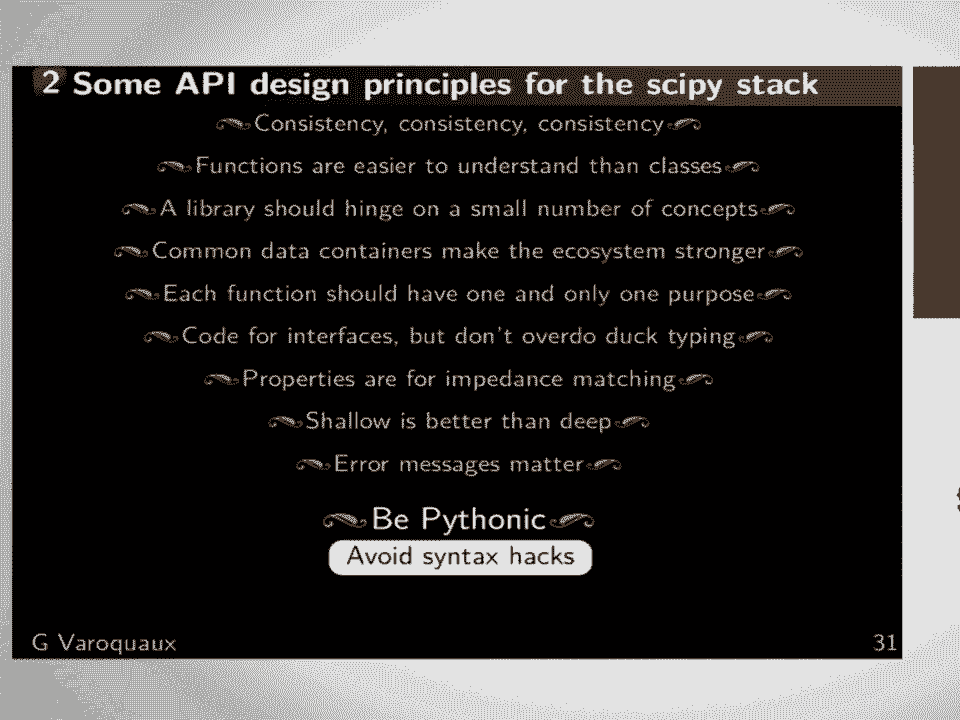 2 Some API design principles for the scipy stack
Consistency, consistency, consistency
Functions are easier to understand than classes
A library should hinge on a small number of concepts
Common data containers make the ecosystem stronger
Each function should have one and only one purpose
Code for interfaces, but don't overdo duck typing
Properties are for impedance matching
Shallow is better than deep
Error messages matter
Be Pythonic
Avoid syntax hacks
G Varoquaux 31